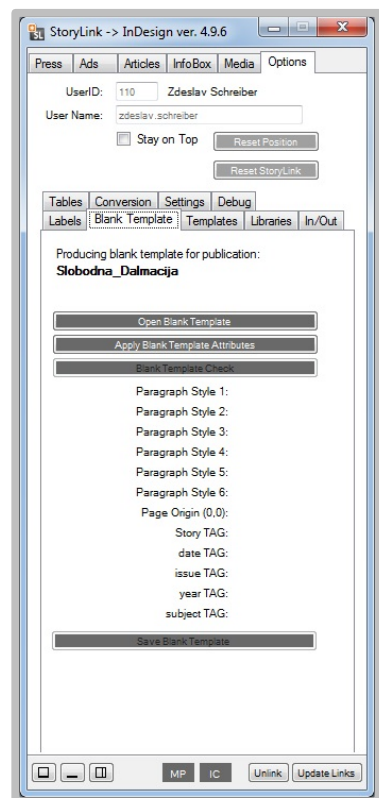 StoryLink -> InDesign ver. 4.9.6
Press Ads Articles InfoBox Media Options
UserID: 110 Zdeslav Schreiber
User Name: zdeslav.schreiber
Stay on Top Reset Position
Reset StoryLink
Tables Conversion Settings Debug
Labels Blank Template Templates Libraries In/Out
Producing blank template for publication:
Slobodna_Dalmacija
Open Blank Template
Apply Blank Template Attributes
Blank Template Check
Paragraph Style 1:
Paragraph Style 2:
Paragraph Style 3:
Paragraph Style 4:
Paragraph Style 5:
Paragraph Style 6:
Page Origin (0,0):
Story TAG:
date TAG:
issue TAG:
year TAG:
subject TAG:
Save Blank Template
MP IC Unlink Update Links